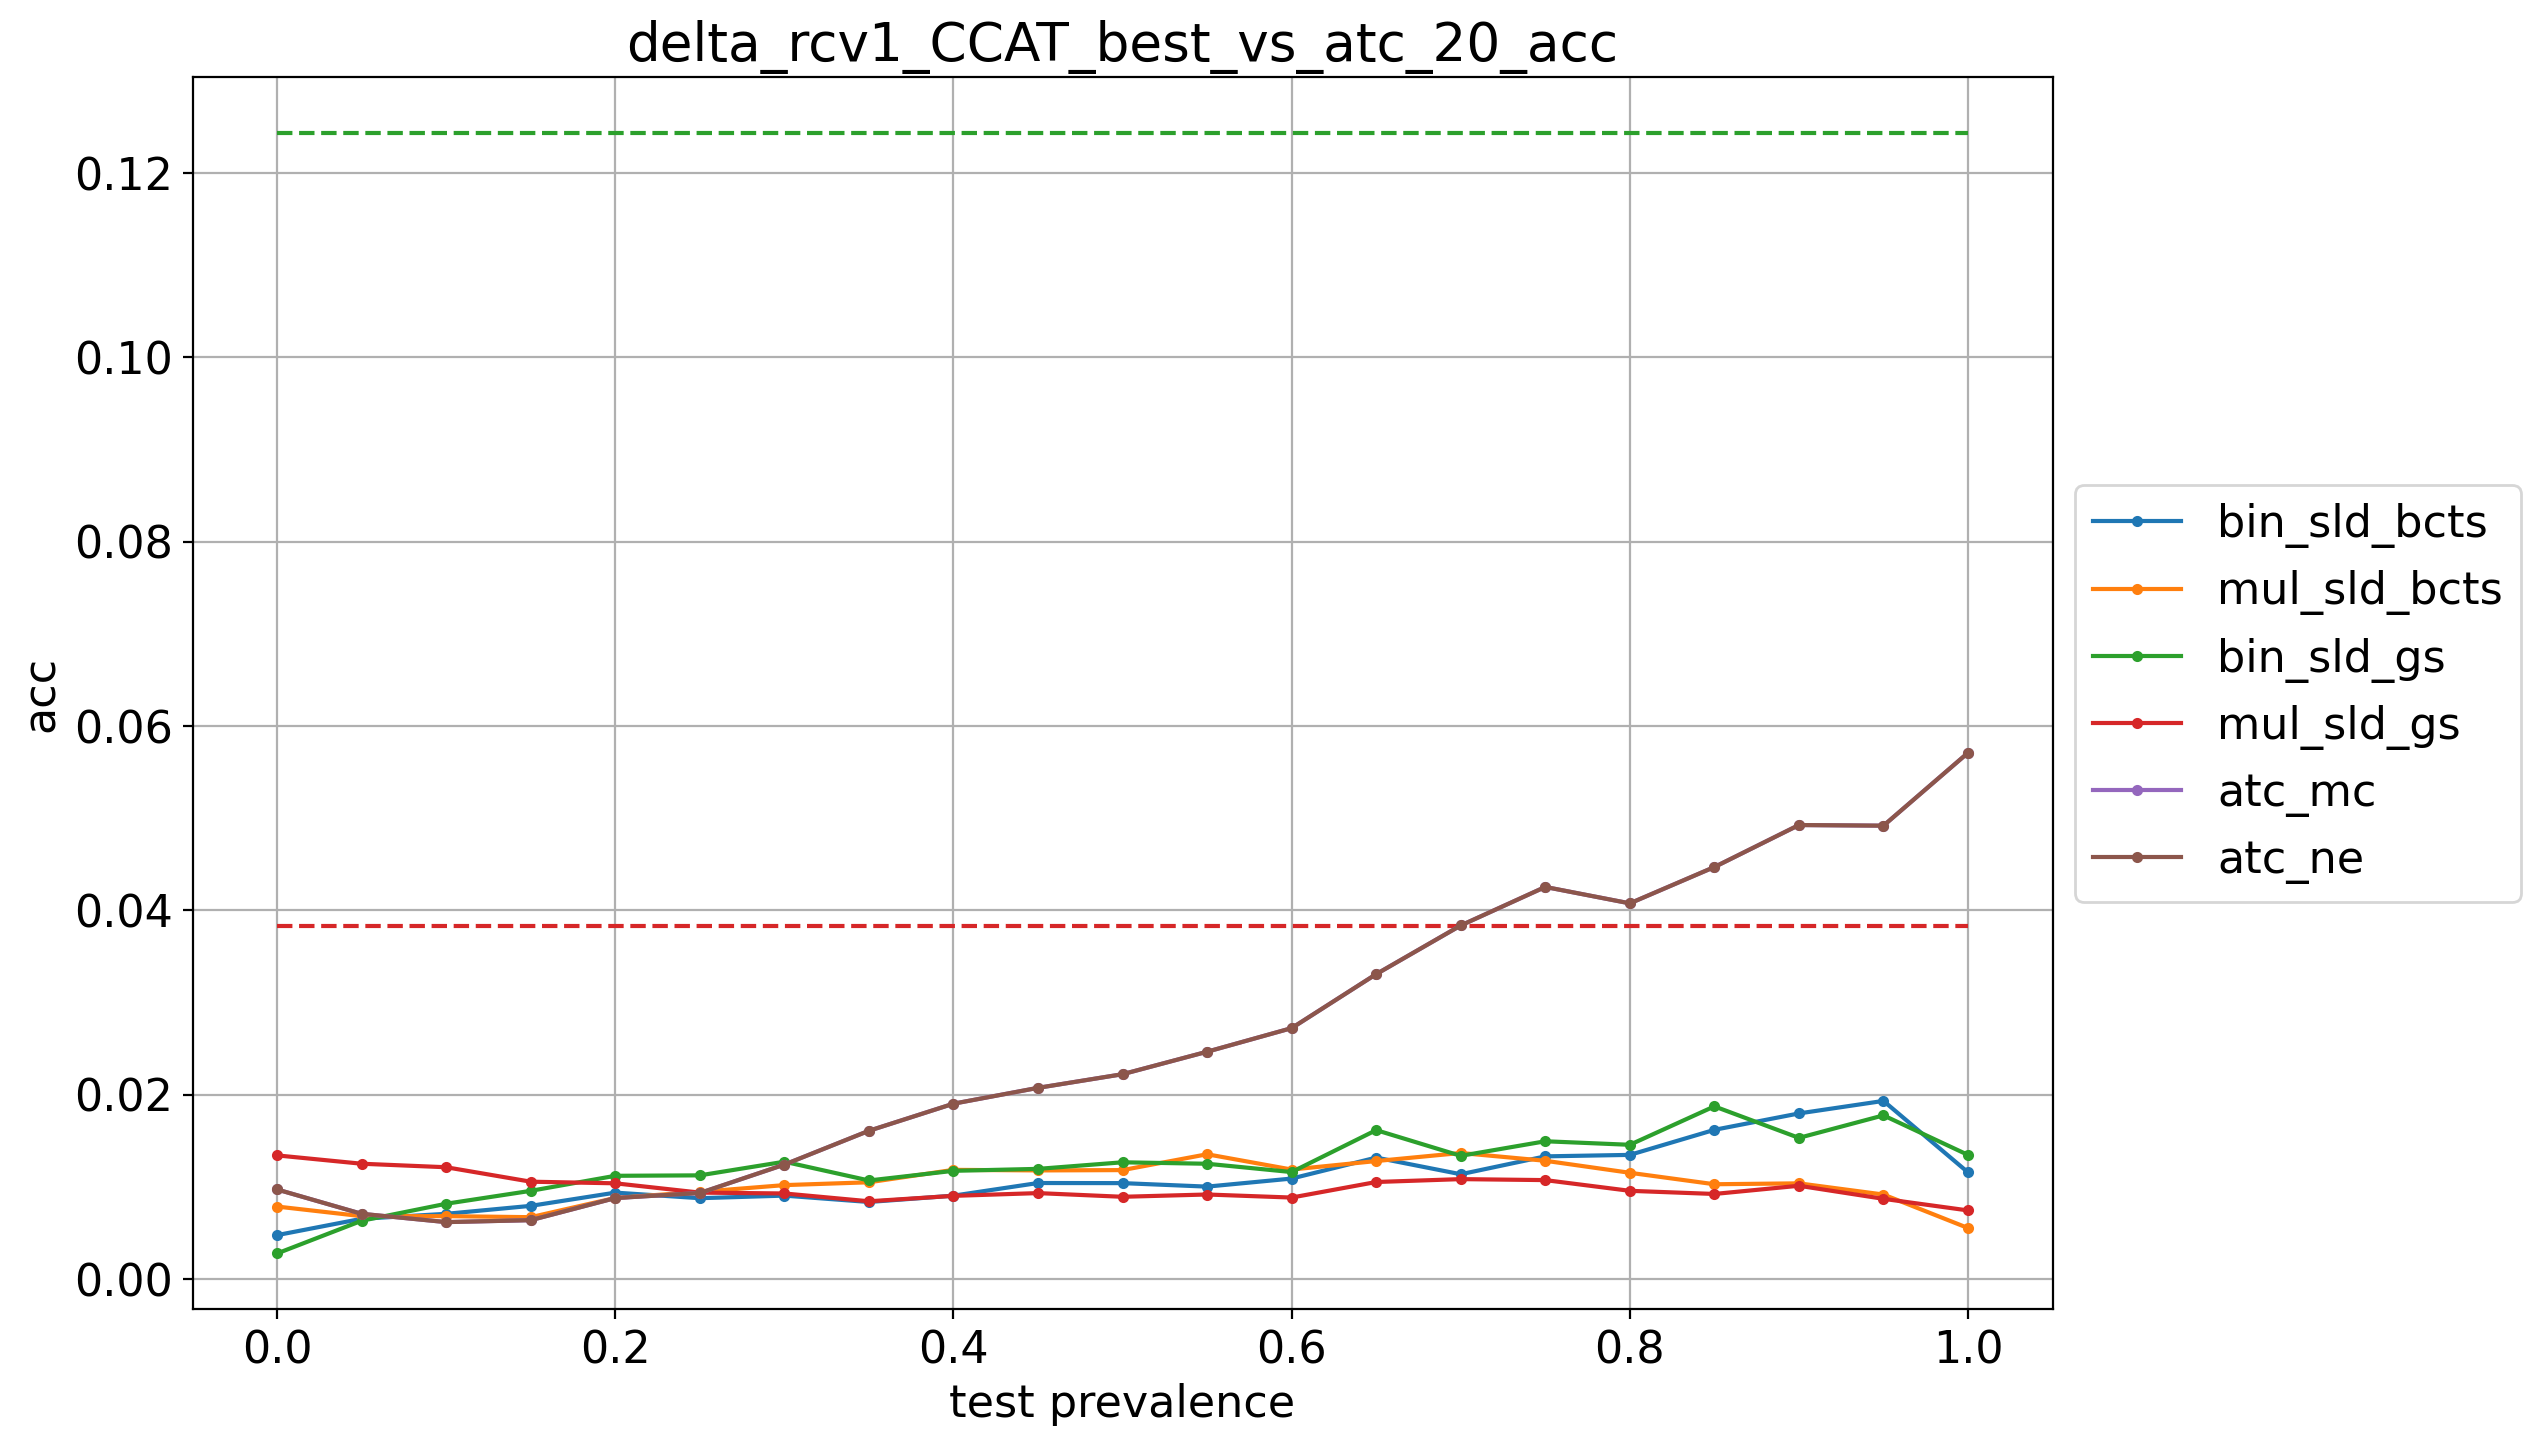 delta_rcv1_CCAT_best_vs_atc_20_acc
0.12
0.10
0.08
0.06
0.04
0.02
0.00
acc
0.0 0.2 0.4 0.6 0.8 1.0
test prevalence
bin_sld_bcts
mul_sld_bcts
bin_sld_gs
mul_sld_gs
atc_mc
atc_ne